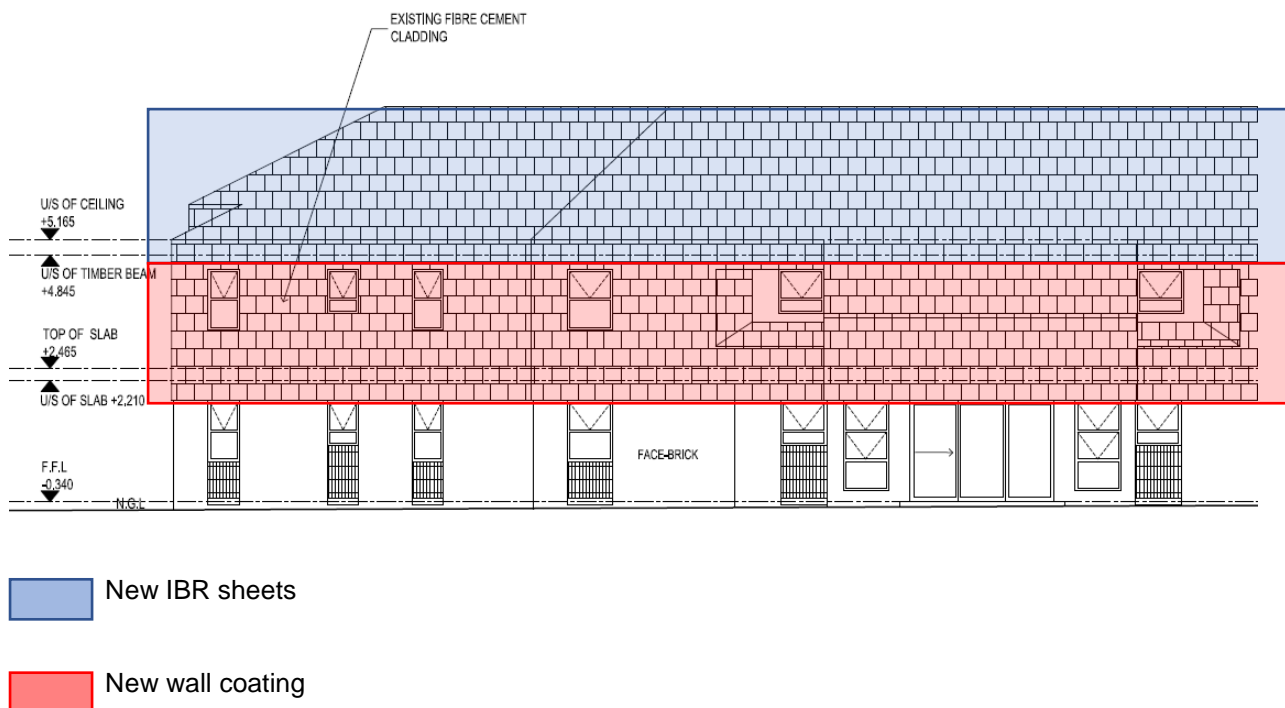 EXISTING FIBRE CEMENT
CLADDING
U/S OF CEILING
+5,165
U/S OF TIMBER BEAM
+4.845
TOP OF SLAB
+2,465
U/S OF SLAB +2,210
F.F.L
-0,340
N.G.L
FACE-BRICK
New IBR sheets
New wall coating